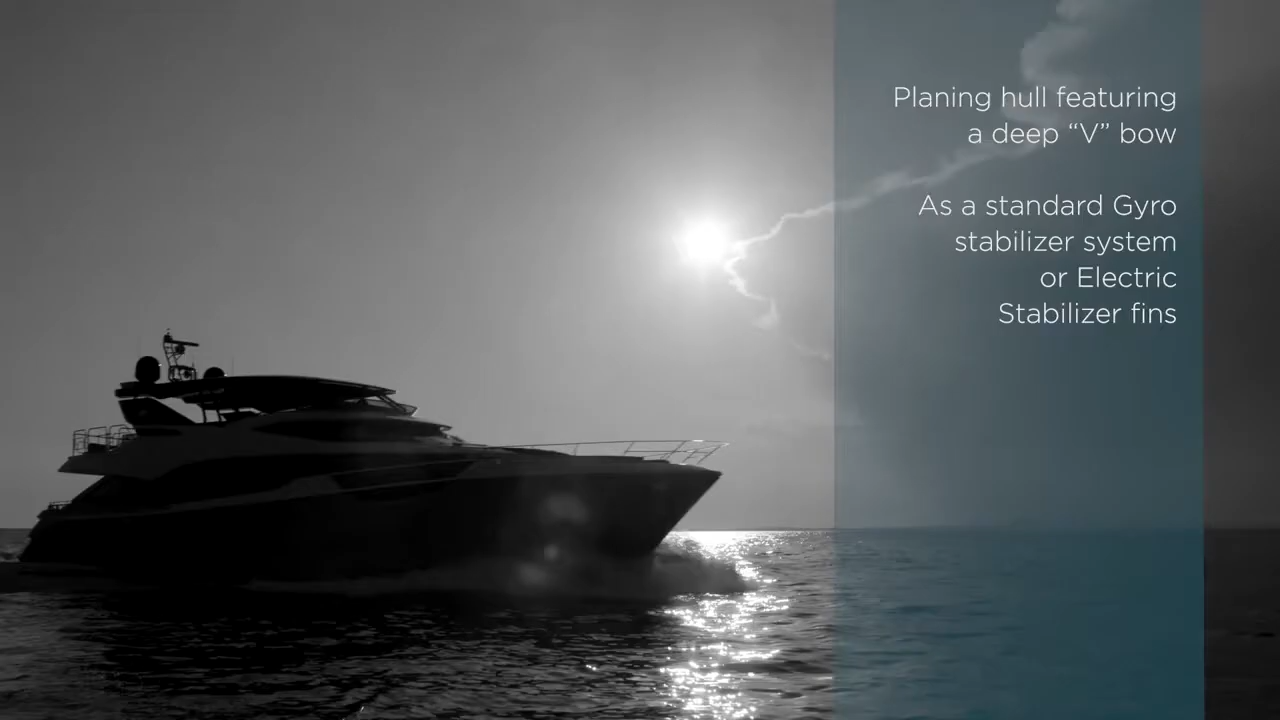 Planing hull featuring
a deep “V” bow
As a standard Gyro
stabilizer system
or Electric
Stabilizer fins